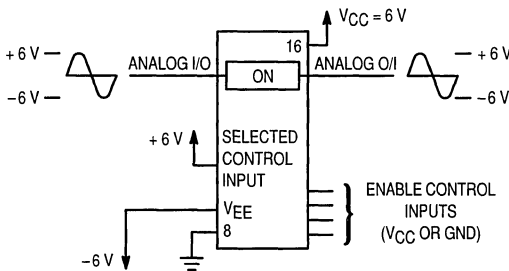 VCC = 6 V
16
+ 6 V
−6 V
ANALOG I/O
ON
ANALOG O/I
+ 6 V
−6 V
+ 6 V
SELECTED
CONTROL
INPUT
VEE
8
−6 V
ENABLE CONTROL
INPUTS
(VCC OR GND)